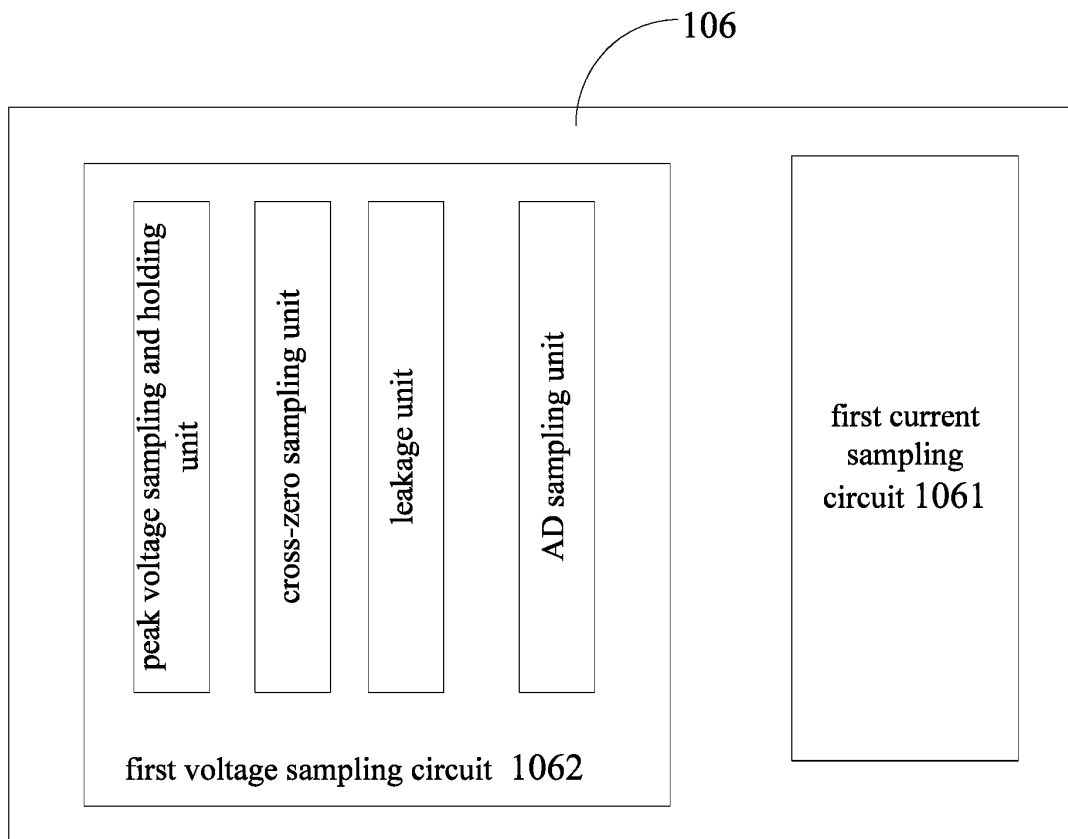 106
peak voltage sampling and holding
unit
cross-zero sampling unit
leakage unit
AD sampling unit
first voltage sampling circuit 1062
first current
sampling
circuit 1061